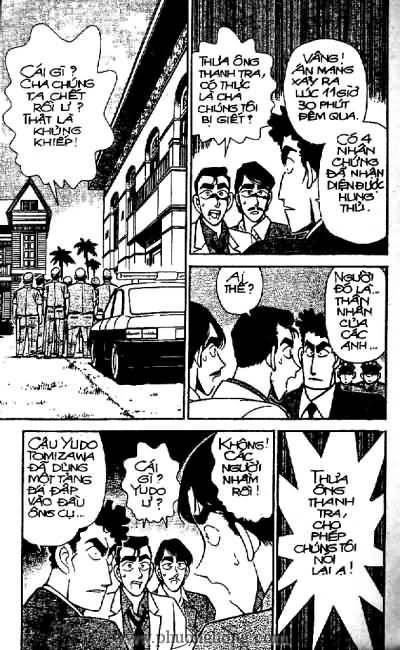 CÁI GÌ?
CHA CHÚNG
TA CHẾT
RỒI Ư?
THẬT LÀ
KHỦNG
KHIẾP!
THƯA ÔNG
THANH TRA,
CÓ THỰC
LÀ CHA
CHÚNG TÔI
BỊ GIẾT?
VÂNG!
ÁN MẠNG
XẢY RA
LÚC 11 GIỜ
30 PHÚT
ĐÊM QUA.
CÓ 4
NHÂN
CHỨNG
ĐÃ NHẬN
DIỆN ĐƯỢC
HUNG
THỦ.
AI
THẾ?
NGƯỜI
ĐÓ LÀ...
THÂN
NHÂN
CỦA
CÁC
ANH...
CẬU YUDO
TOMIZAWA
ĐÃ DÙNG
MỘT TẢNG
ĐÁ ĐẬP
VÀO ĐẦU
ÔNG CỤ...
CÁI
GÌ?
YUDO
Ư?
KHÔNG!
CÁC
NGƯỜI
NHẦM
RỒI!
THƯA
ÔNG
THANH
TRA,
CHO
PHÉP
CHÚNG TÔI
NÓI
LẠI Ạ!